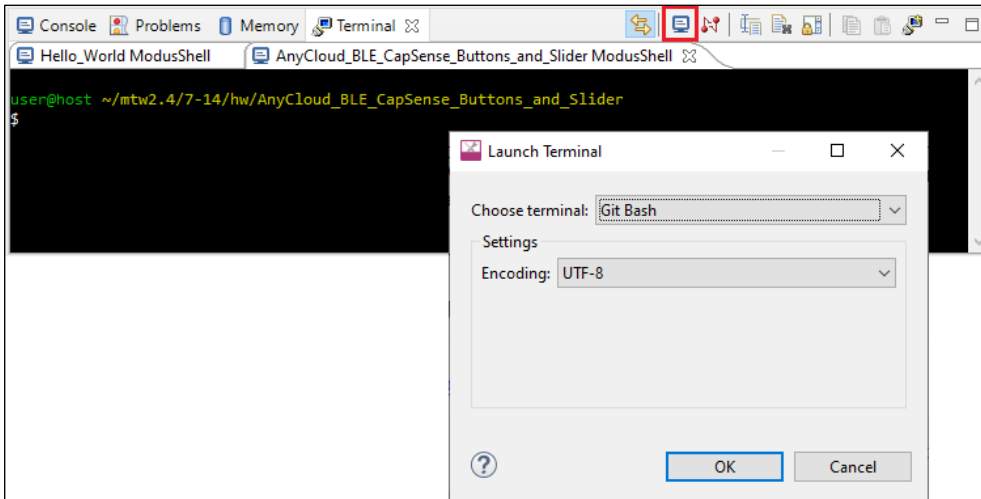 Console Problems Memory Terminal
Hello_World ModusShell AnyCloud_BLE_CapSense_Buttons_and_Slider ModusShell
user@host ~/mtw2.4/7-14/hw/AnyCloud_BLE_CapSense_Buttons_and_Slider
$
Launch Terminal
Choose terminal: Git Bash
Settings
Encoding: UTF-8
?
OK Cancel